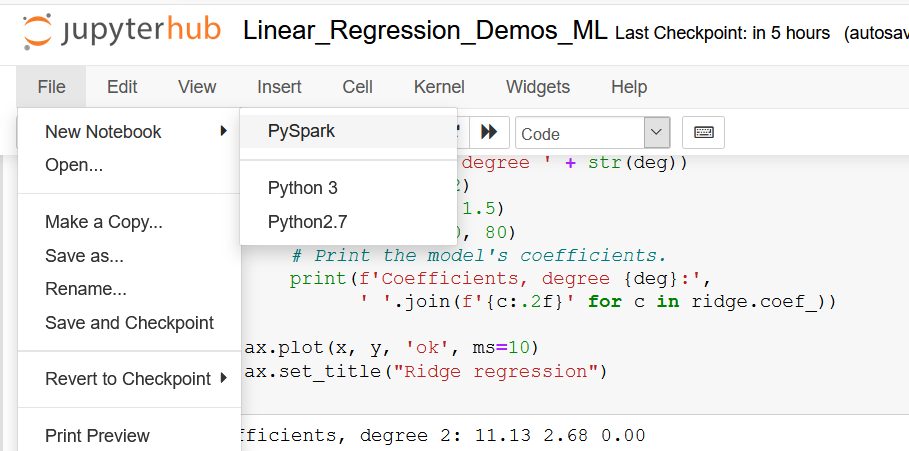 jupyterhub Linear_Regression_Demos_ML Last Checkpoint: in 5 hours (autosav
File Edit View Insert Cell Kernel Widgets Help
New Notebook
Open...
Make a Copy...
Save as...
Rename...
Save and Checkpoint
Revert to Checkpoint
Print Preview
PySpark
Python 3
Python2.7
Code
degree ' + str(deg))
)
1.5)
, 80)
# Print the model's coefficients.
print(f'Coefficients, degree {deg}:',
' '.join(f'{c:.2f}' for c in ridge.coef_))
ax.plot(x, y, 'ok', ms=10)
ax.set_title("Ridge regression")
fficients, degree 2: 11.13 2.68 0.00